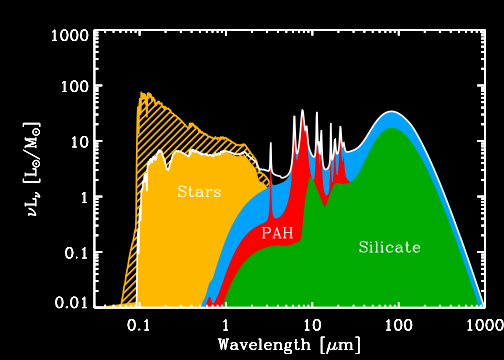 1000
100
10
1
0.1
0.01
νLᵥ [L☉/M☉]
Stars
PAH
Silicate
0.1 1 10 100 1000
Wavelength [μm]